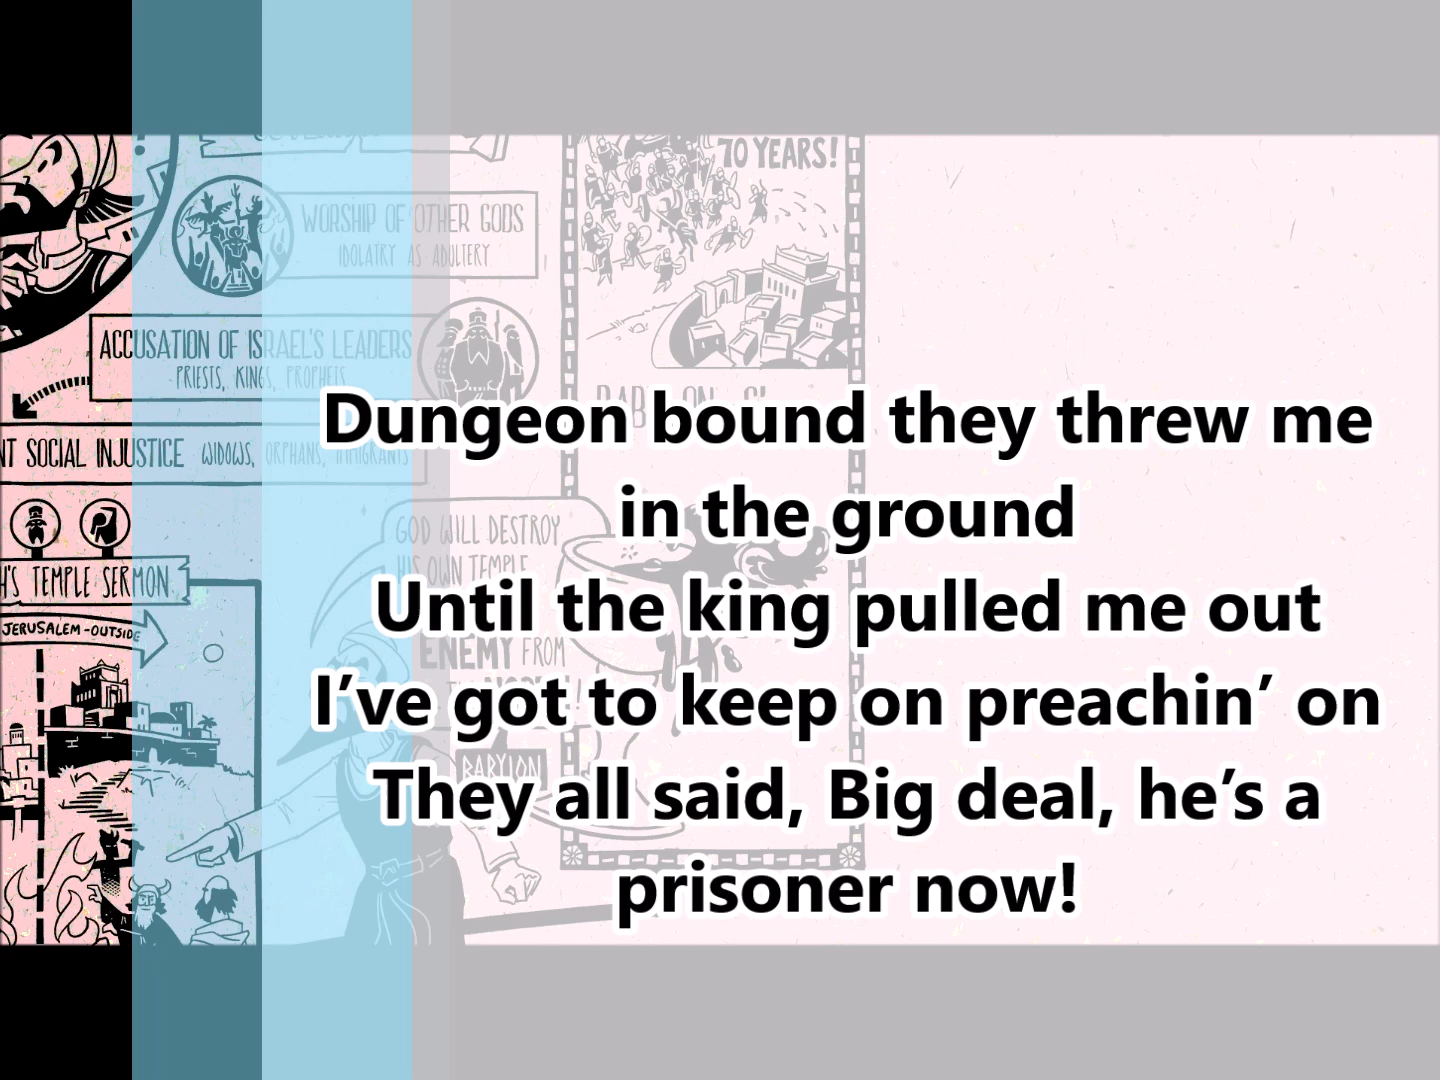 70 YEARS!
WORSHIP OF OTHER GODS
IDOLATRY AS ADULTERY
ACCUSATION OF ISRAEL'S LEADERS
PRIESTS, KINGS, PROPHETS
SOCIAL INJUSTICE WIDOWS, ORPHANS, IMMIGRANTS
Dungeon bound they threw me
in the ground
Until the king pulled me out
I’ve got to keep on preachin’ on
They all said, Big deal, he’s a
prisoner now!
GOD WILL DESTROY
HIS OWN TEMPLE
TEMPLE SERMON
JERUSALEM-OUTSIDE
ENEMY FROM
BABYLON